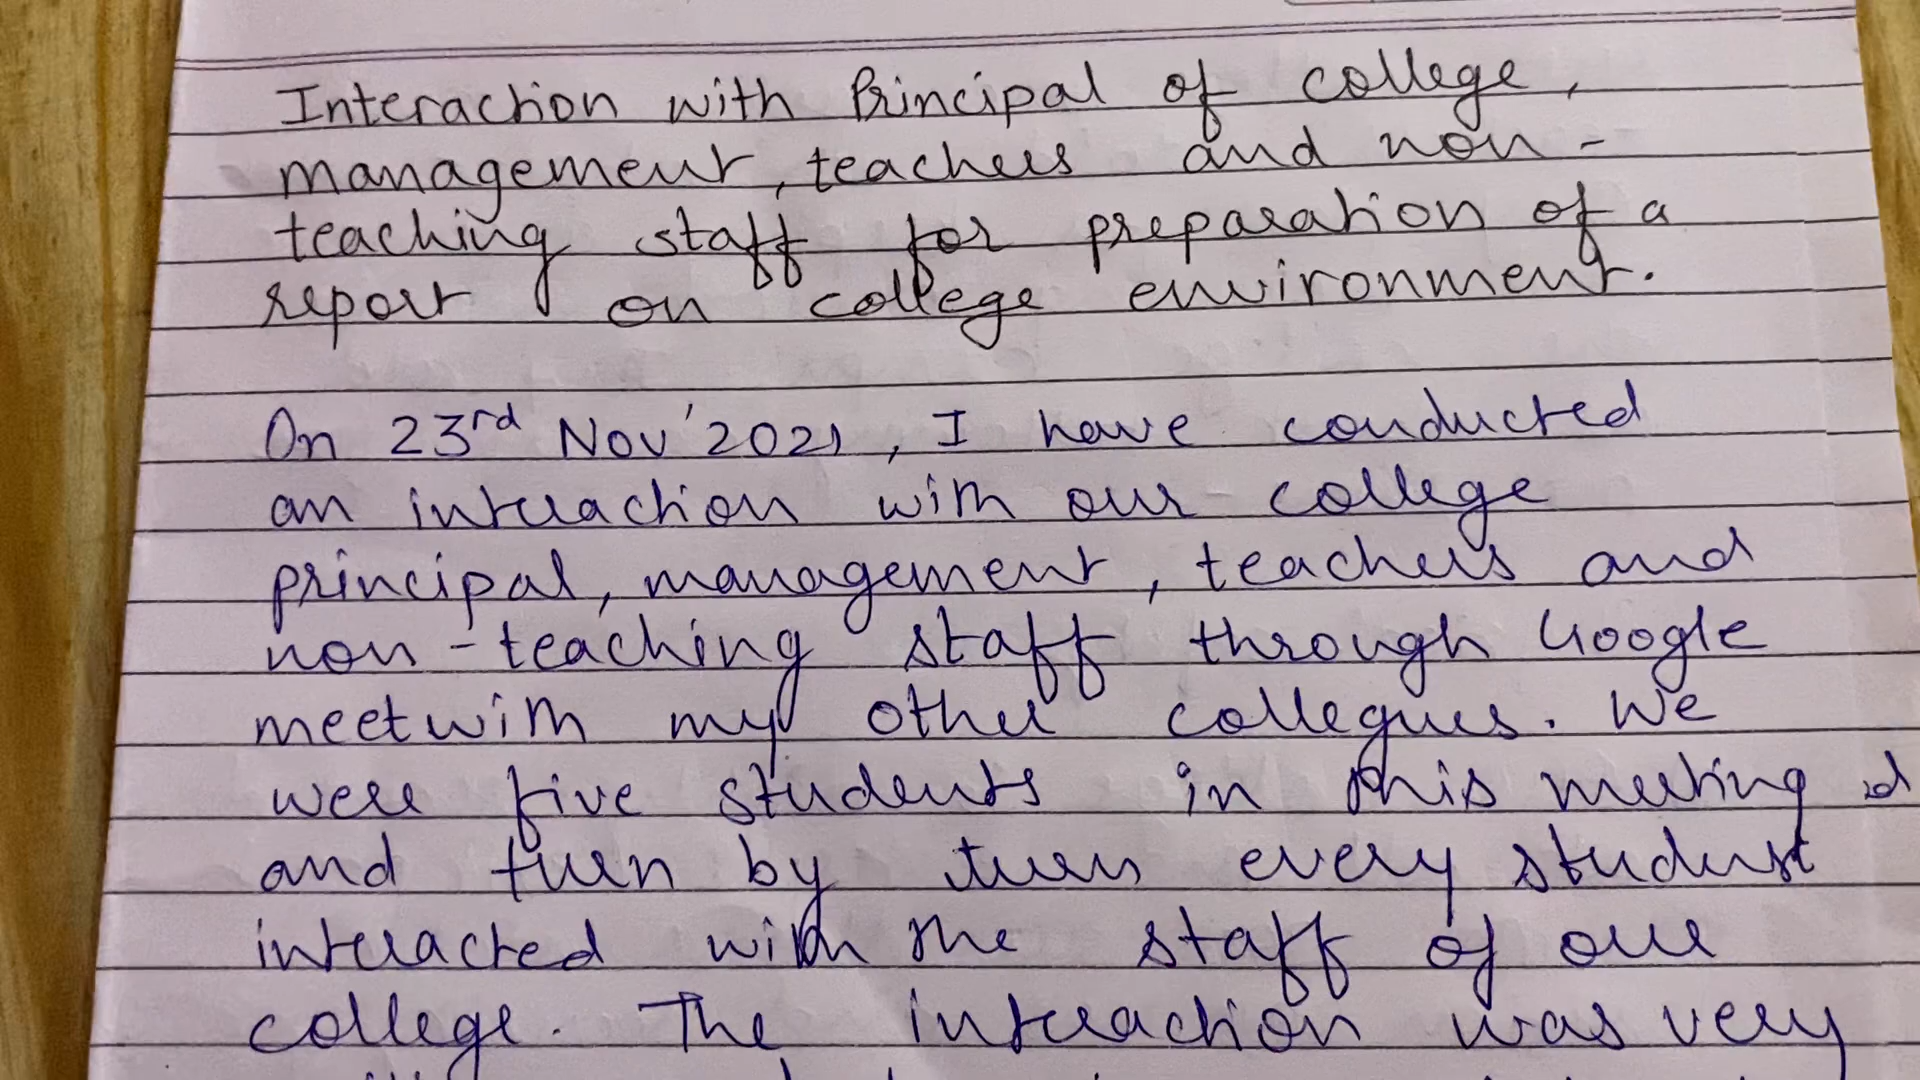 Interaction with Principal of college,
management, teachers and non-
teaching staff for preparation of a
report on college environment.
On 23rd Nov'2021, I have conducted
an interaction with our college
principal, management, teachers and
non-teaching staff through Google
meet with my other collegues. We
were five students in this meeting
and turn by turn every student
interacted with the staff of our
college. The interaction was very